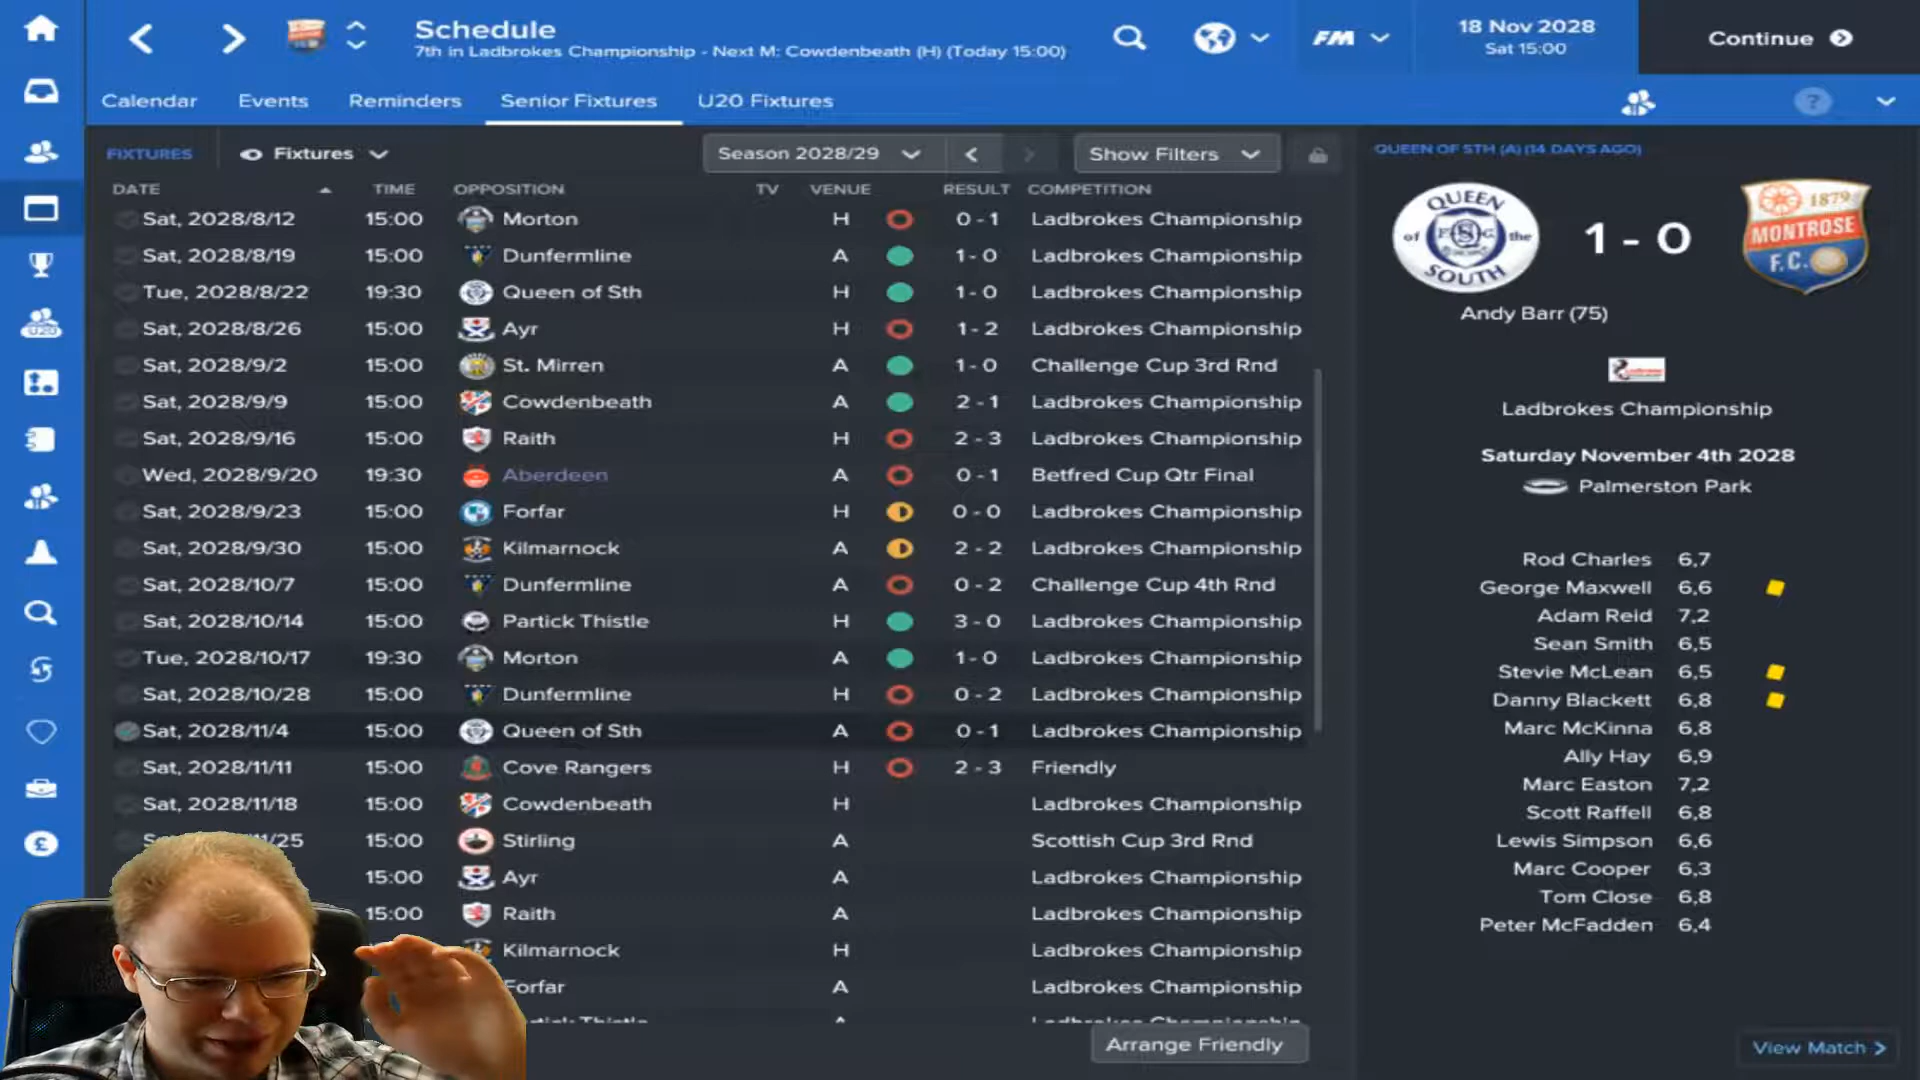 Schedule
7th in Ladbrokes Championship - Next M: Cowdenbeath (H) (Today 15:00)
FM
18 Nov 2028
Sat 15:00
Continue
Calendar Events Reminders Senior Fixtures U20 Fixtures
?
FIXTURES Fixtures Season 2028/29 Show Filters
DATE TIME OPPOSITION TV VENUE RESULT COMPETITION
Sat, 2028/8/12 15:00 Morton H 0 - 1 Ladbrokes Championship
Sat, 2028/8/19 15:00 Dunfermline A 1 - 0 Ladbrokes Championship
Tue, 2028/8/22 19:30 Queen of Sth H 1 - 0 Ladbrokes Championship
Sat, 2028/8/26 15:00 Ayr H 1 - 2 Ladbrokes Championship
Sat, 2028/9/2 15:00 St. Mirren A 1 - 0 Challenge Cup 3rd Rnd
Sat, 2028/9/9 15:00 Cowdenbeath A 2 - 1 Ladbrokes Championship
Sat, 2028/9/16 15:00 Raith H 2 - 3 Ladbrokes Championship
Wed, 2028/9/20 19:30 Aberdeen A 0 - 1 Betfred Cup Qtr Final
Sat, 2028/9/23 15:00 Forfar H 0 - 0 Ladbrokes Championship
Sat, 2028/9/30 15:00 Kilmarnock A 2 - 2 Ladbrokes Championship
Sat, 2028/10/7 15:00 Dunfermline A 0 - 2 Challenge Cup 4th Rnd
Sat, 2028/10/14 15:00 Partick Thistle H 3 - 0 Ladbrokes Championship
Tue, 2028/10/17 19:30 Morton A 1 - 0 Ladbrokes Championship
Sat, 2028/10/28 15:00 Dunfermline H 0 - 2 Ladbrokes Championship
Sat, 2028/11/4 15:00 Queen of Sth A 0 - 1 Ladbrokes Championship
Sat, 2028/11/11 15:00 Cove Rangers H 2 - 3 Friendly
Sat, 2028/11/18 15:00 Cowdenbeath H Ladbrokes Championship
11/25 15:00 Stirling A Scottish Cup 3rd Rnd
15:00 Ayr A Ladbrokes Championship
15:00 Raith A Ladbrokes Championship
Kilmarnock H Ladbrokes Championship
Forfar A Ladbrokes Championship
Arrange Friendly
QUEEN OF STH (A) (14 DAYS AGO)
QUEEN of the SOUTH
1 - 0
1879 MONTROSE F.C.
Andy Barr (75)
Ladbrokes Championship
Saturday November 4th 2028
Palmerston Park
Rod Charles 6,7
George Maxwell 6,6
Adam Reid 7,2
Sean Smith 6,5
Stevie McLean 6,5
Danny Blackett 6,8
Marc McKinna 6,8
Ally Hay 6,9
Marc Easton 7,2
Scott Raffell 6,8
Lewis Simpson 6,6
Marc Cooper 6,3
Tom Close 6,8
Peter McFadden 6,4
View Match >
U20
£